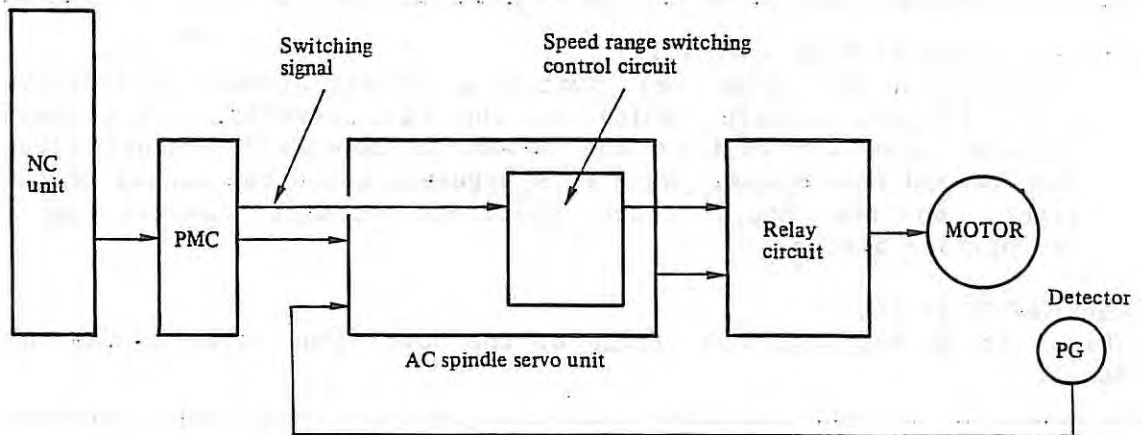 Switching
signal
Speed range switching
control circuit
NC
unit
PMC
Relay
circuit
MOTOR
Detector
PG
AC spindle servo unit